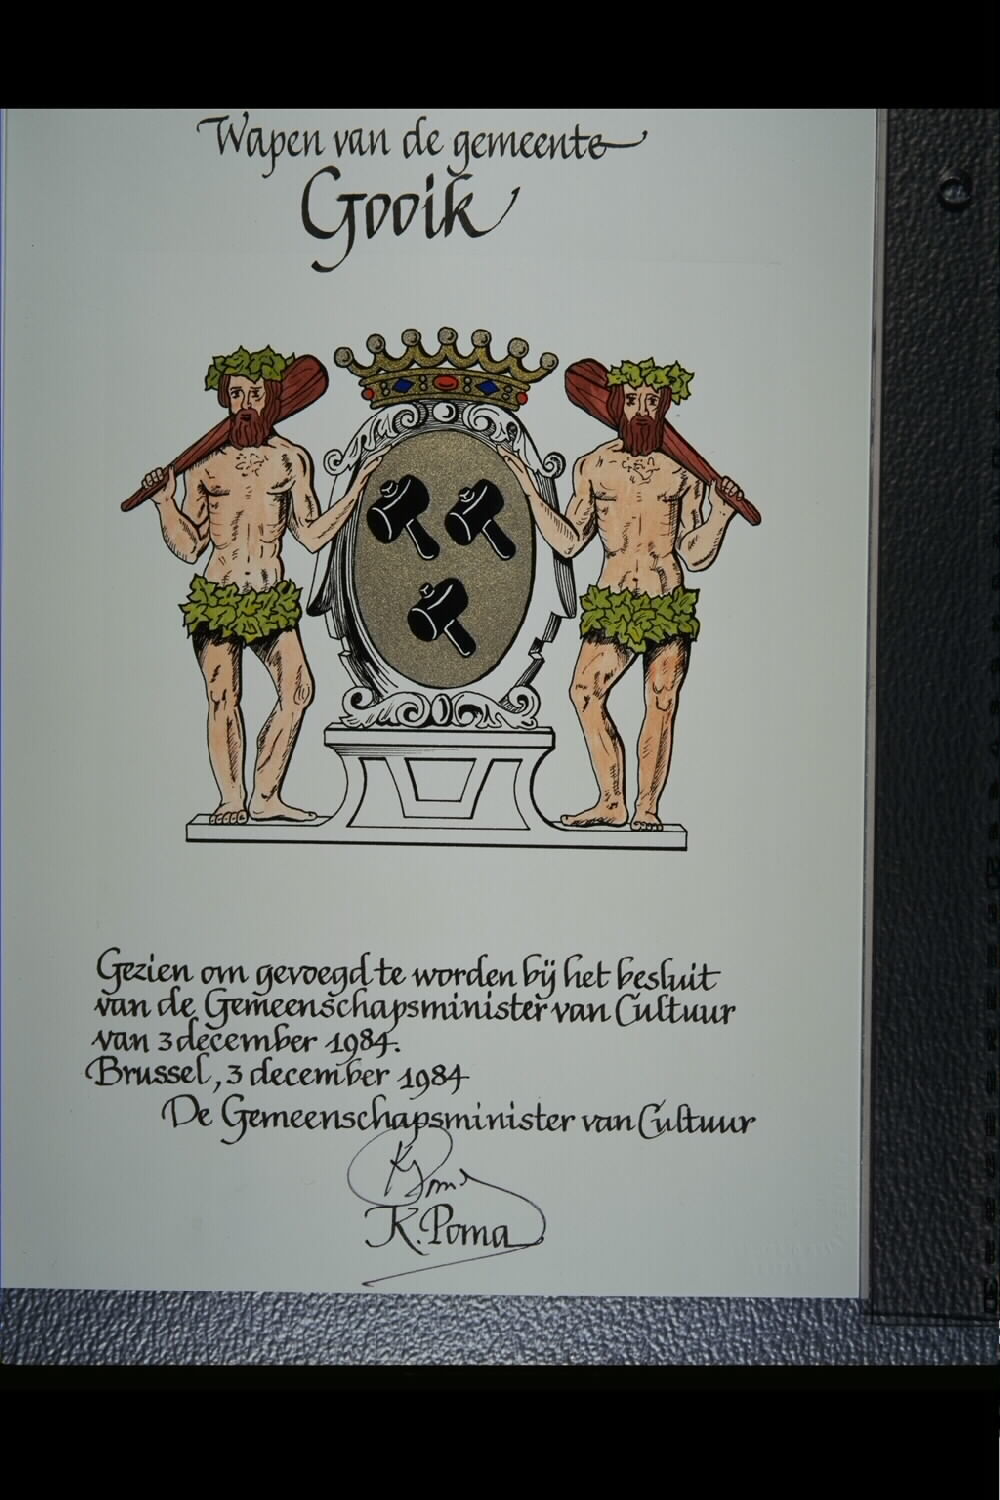 Wapen van de gemeente
Gooik
Gezien om gevoegd te worden bij het besluit
van de Gemeenschapsminister van Cultuur
van 3 december 1984.
Brussel, 3 december 1984
De Gemeenschapsminister van Cultuur
K. Poma